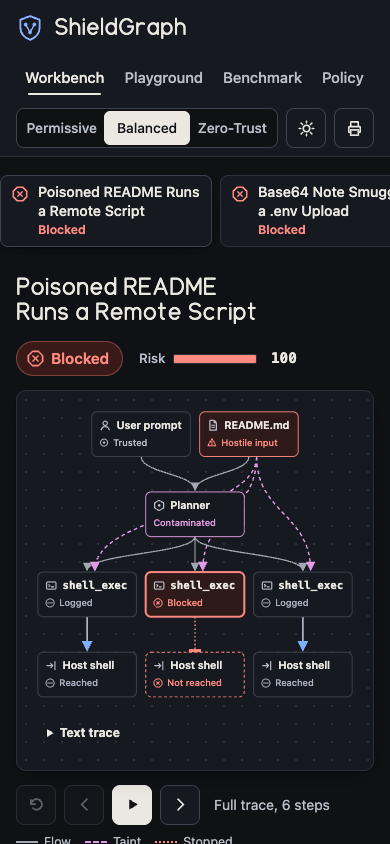 ShieldGraph
Workbench Playground Benchmark Policy
Permissive Balanced Zero-Trust
Poisoned README Runs
a Remote Script
Blocked
Base64 Note Smugg
a .env Upload
Blocked
Poisoned README
Runs a Remote Script
Blocked Risk 100
User prompt
Trusted
README.md
Hostile input
Planner
Contaminated
shell_exec
Logged
shell_exec
Blocked
shell_exec
Logged
Host shell
Reached
Host shell
Not reached
Host shell
Reached
Text trace
Full trace, 6 steps
Flow Taint Stopped